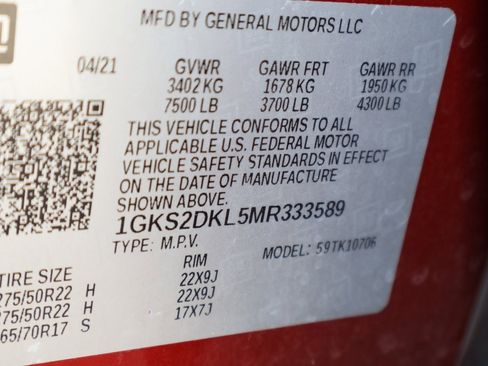 MFD BY GENERAL MOTORS LLC
04/21 GVWR GAWR FRT GAWR RR
3402 KG 1678 KG 1950 KG
7500 LB 3700 LB 4300 LB
THIS VEHICLE CONFORMS TO ALL
APPLICABLE U.S. FEDERAL MOTOR
VEHICLE SAFETY STANDARDS IN EFFECT
ON THE DATE OF MANUFACTURE
SHOWN ABOVE.
1GKS2DKL5MR333589
TYPE: M.P.V. MODEL: 59TK10706
TIRE SIZE RIM
275/50R22 H 22X9J
275/50R22 H 22X9J
65/70R17 S 17X7J